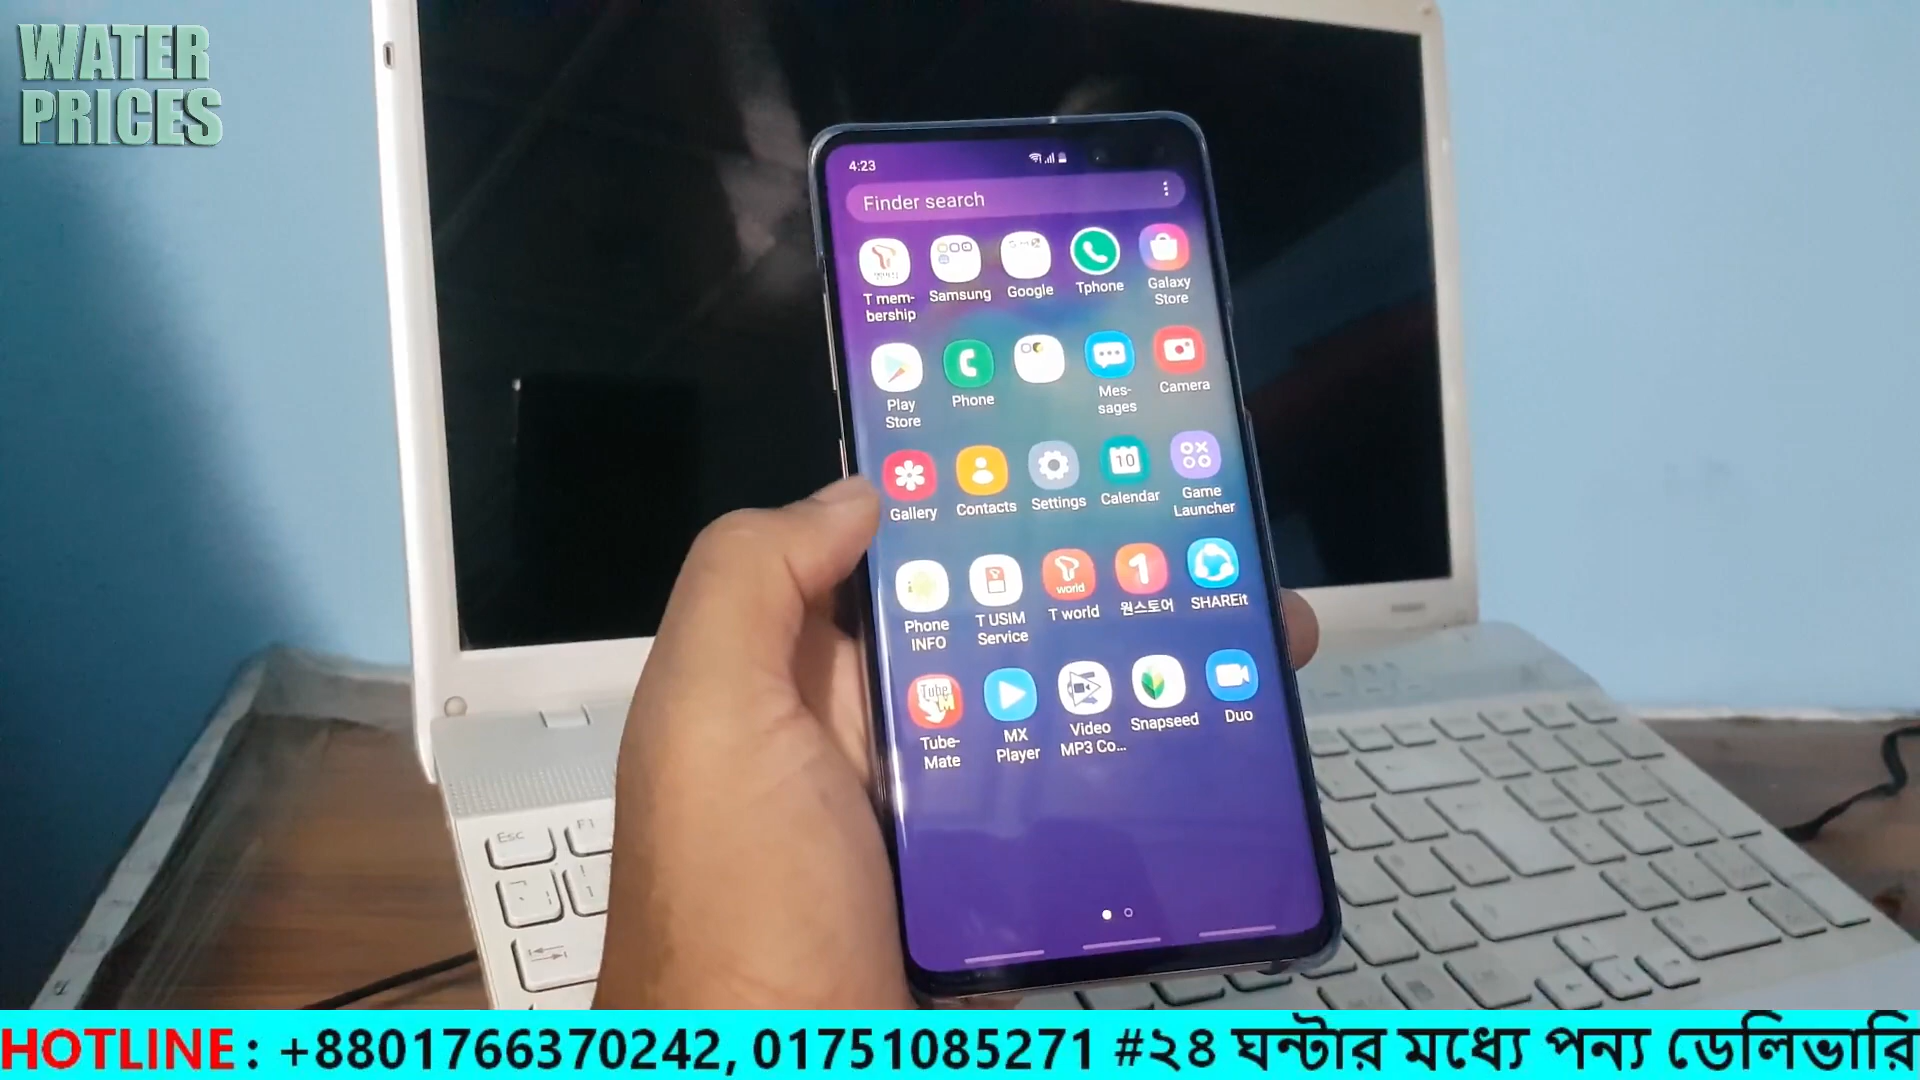 WATER
PRICES
4:23
Finder search
T mem-
bership
Samsung
Google
Tphone
Galaxy
Store
Play
Store
Phone
Mes-
sages
Camera
Gallery
Contacts
Settings
10
Calendar
Game
Launcher
Phone
INFO
T USIM
Service
world
T world
1
원스토어
SHAREit
Tube
M
Tube-
Mate
MX
Player
Video
MP3 Co...
Snapseed
Duo
Esc
F1
HOTLINE : +8801766370242, 01751085271 #২৪ ঘন্টার মধ্যে পন্য ডেলিভারি